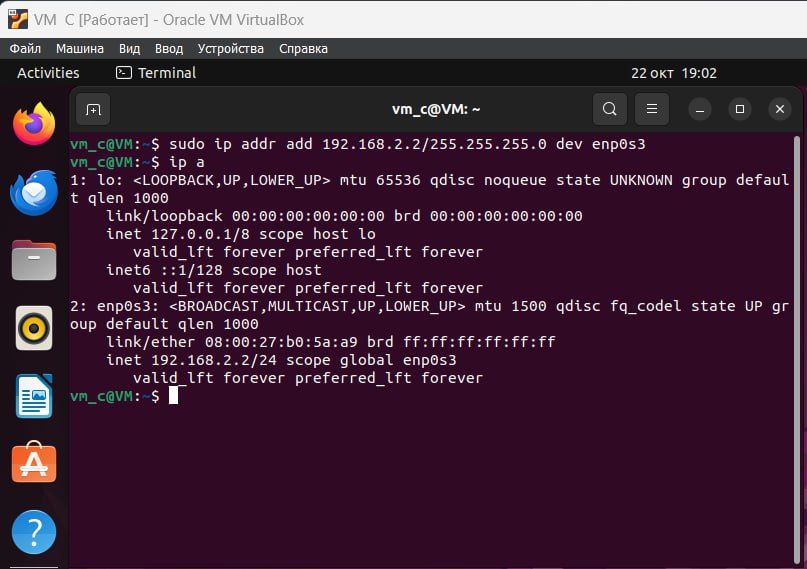 VM C [Работает] - Oracle VM VirtualBox
Файл Машина Вид Ввод Устройства Справка
Activities Terminal 22 окт 19:02
vm_c@VM: ~
vm_c@VM:~$ sudo ip addr add 192.168.2.2/255.255.255.0 dev enp0s3
vm_c@VM:~$ ip a
1: lo: <LOOPBACK,UP,LOWER_UP> mtu 65536 qdisc noqueue state UNKNOWN group defaul
t qlen 1000
link/loopback 00:00:00:00:00:00 brd 00:00:00:00:00:00
inet 127.0.0.1/8 scope host lo
valid_lft forever preferred_lft forever
inet6 ::1/128 scope host
valid_lft forever preferred_lft forever
2: enp0s3: <BROADCAST,MULTICAST,UP,LOWER_UP> mtu 1500 qdisc fq_codel state UP gr
oup default qlen 1000
link/ether 08:00:27:b0:5a:a9 brd ff:ff:ff:ff:ff:ff
inet 192.168.2.2/24 scope global enp0s3
valid_lft forever preferred_lft forever
vm_c@VM:~$